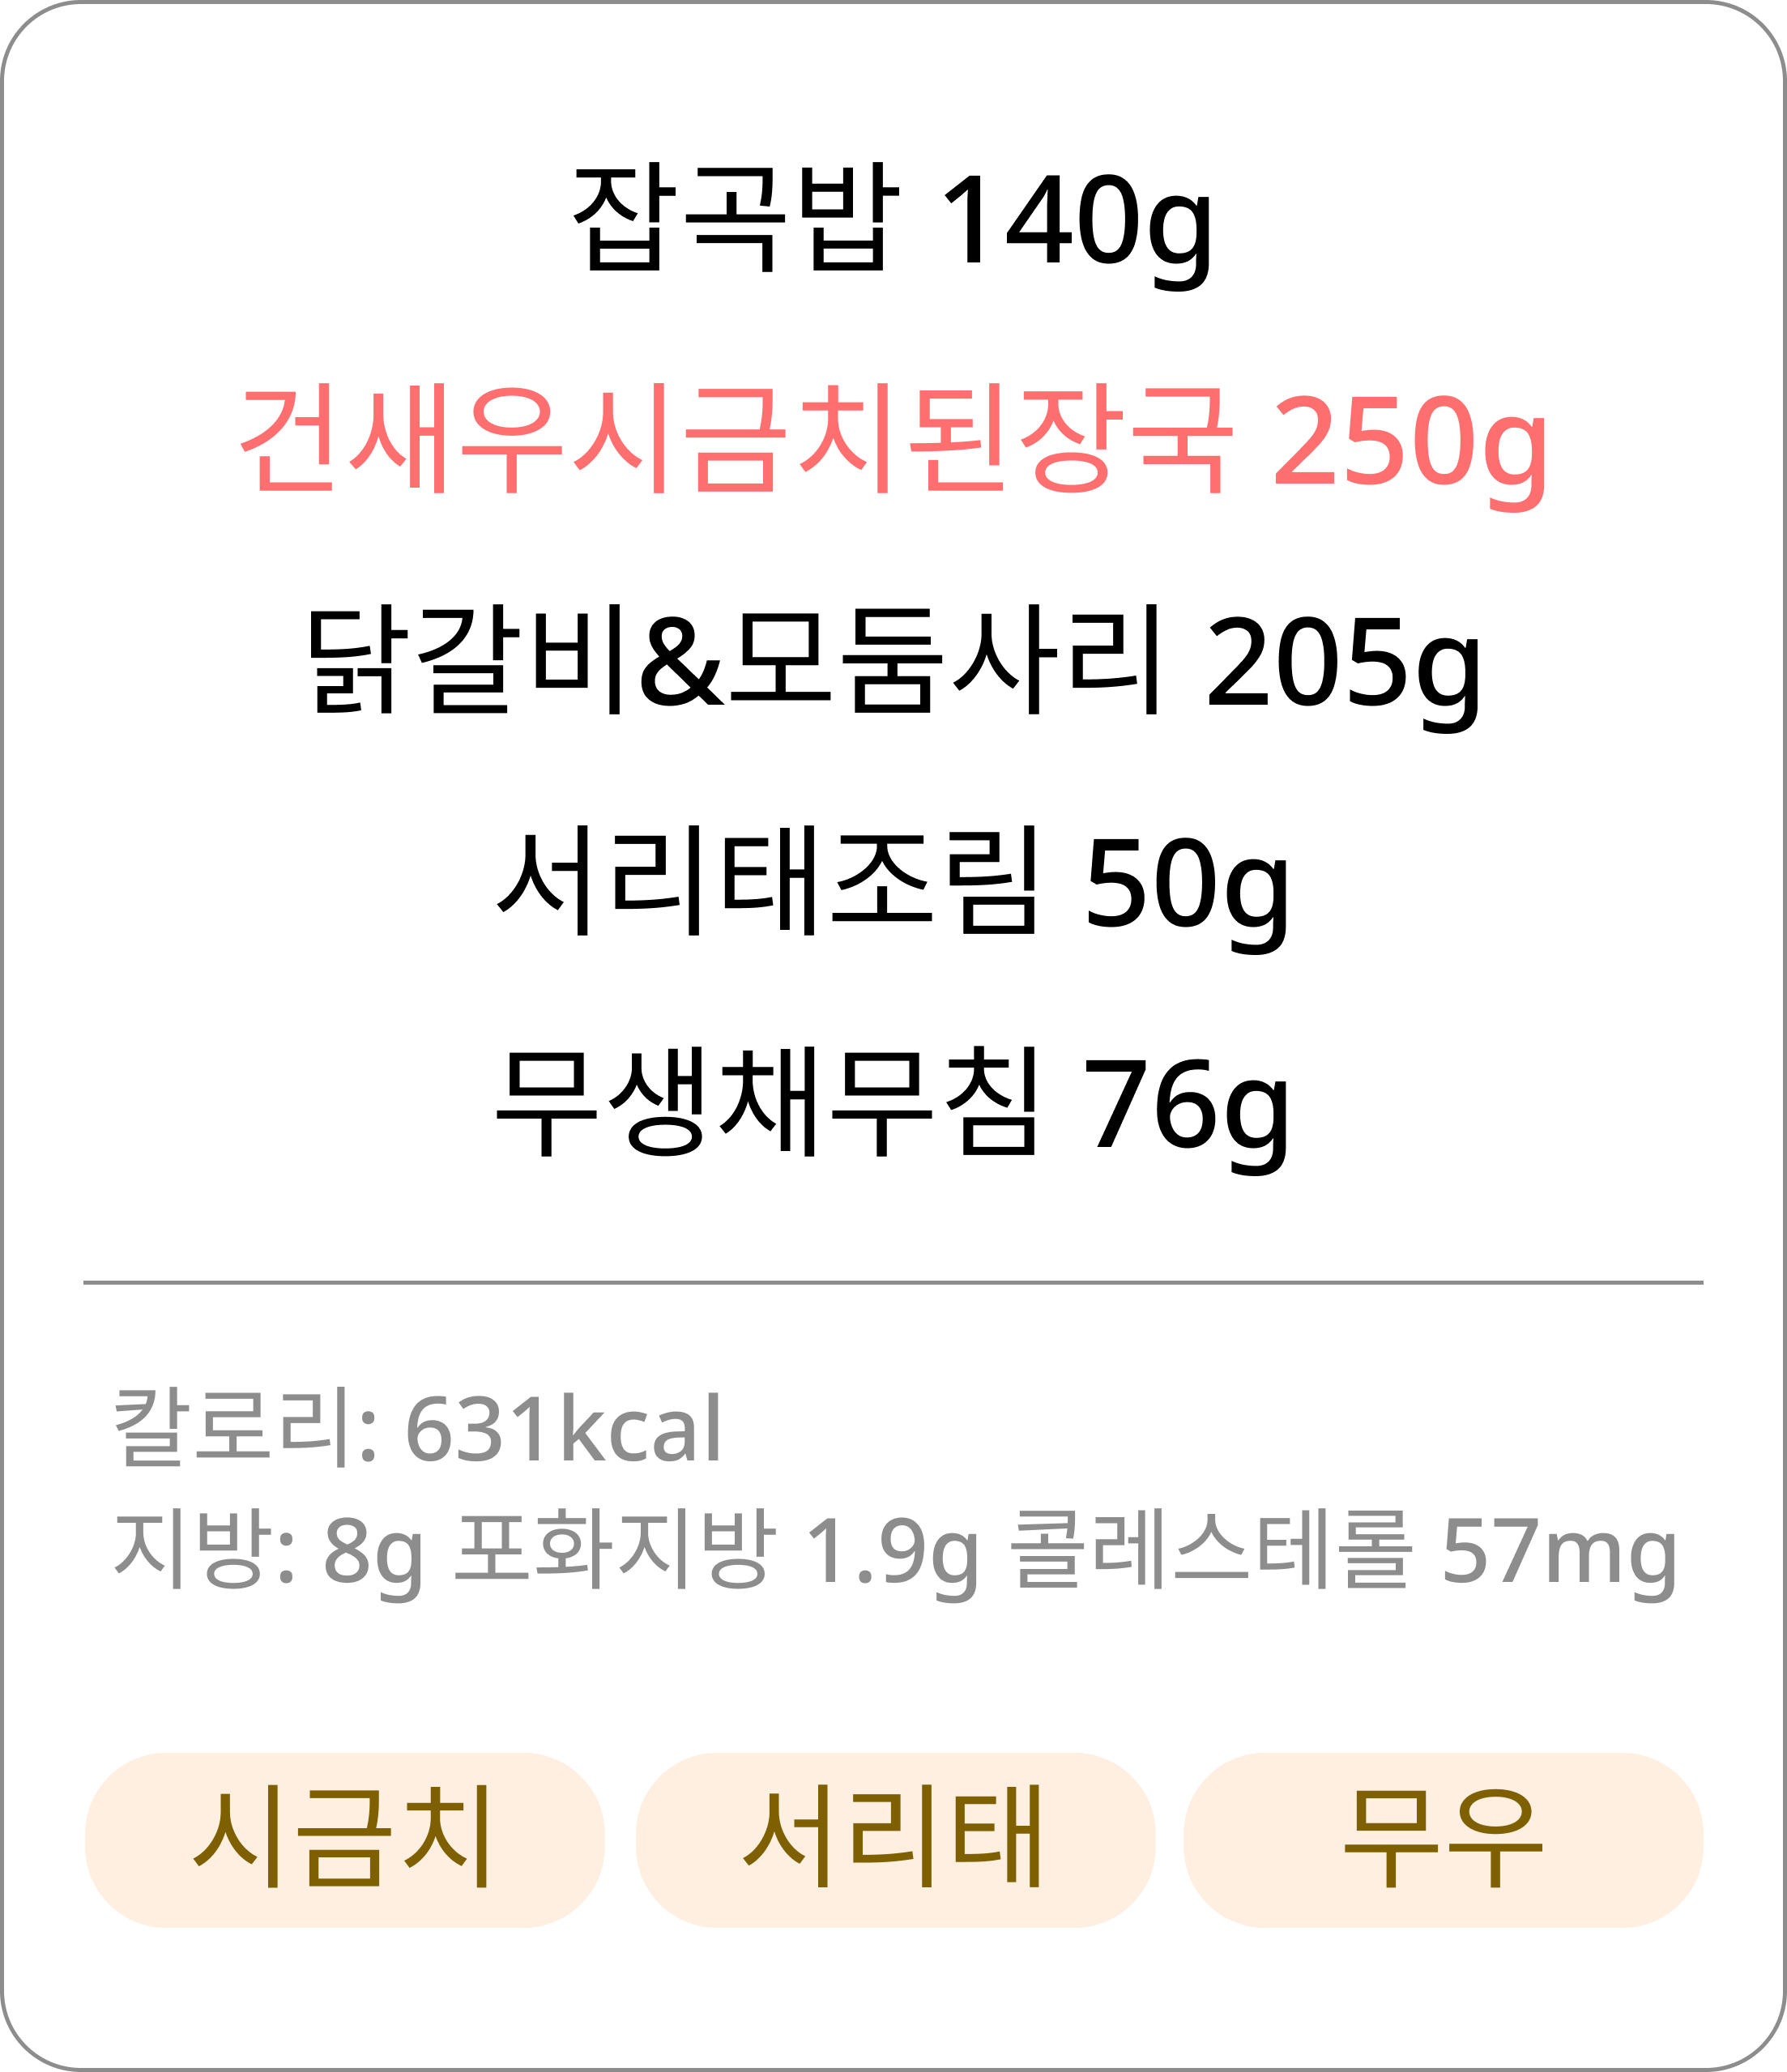 잡곡밥 140g
건새우시금치된장국 250g
닭갈비&모듬사리 205g
서리태조림 50g
무생채무침 76g
칼로리: 631kcal
지방: 8g 포화지방 1.9g 콜레스테롤 57mg
시금치 서리태 무우